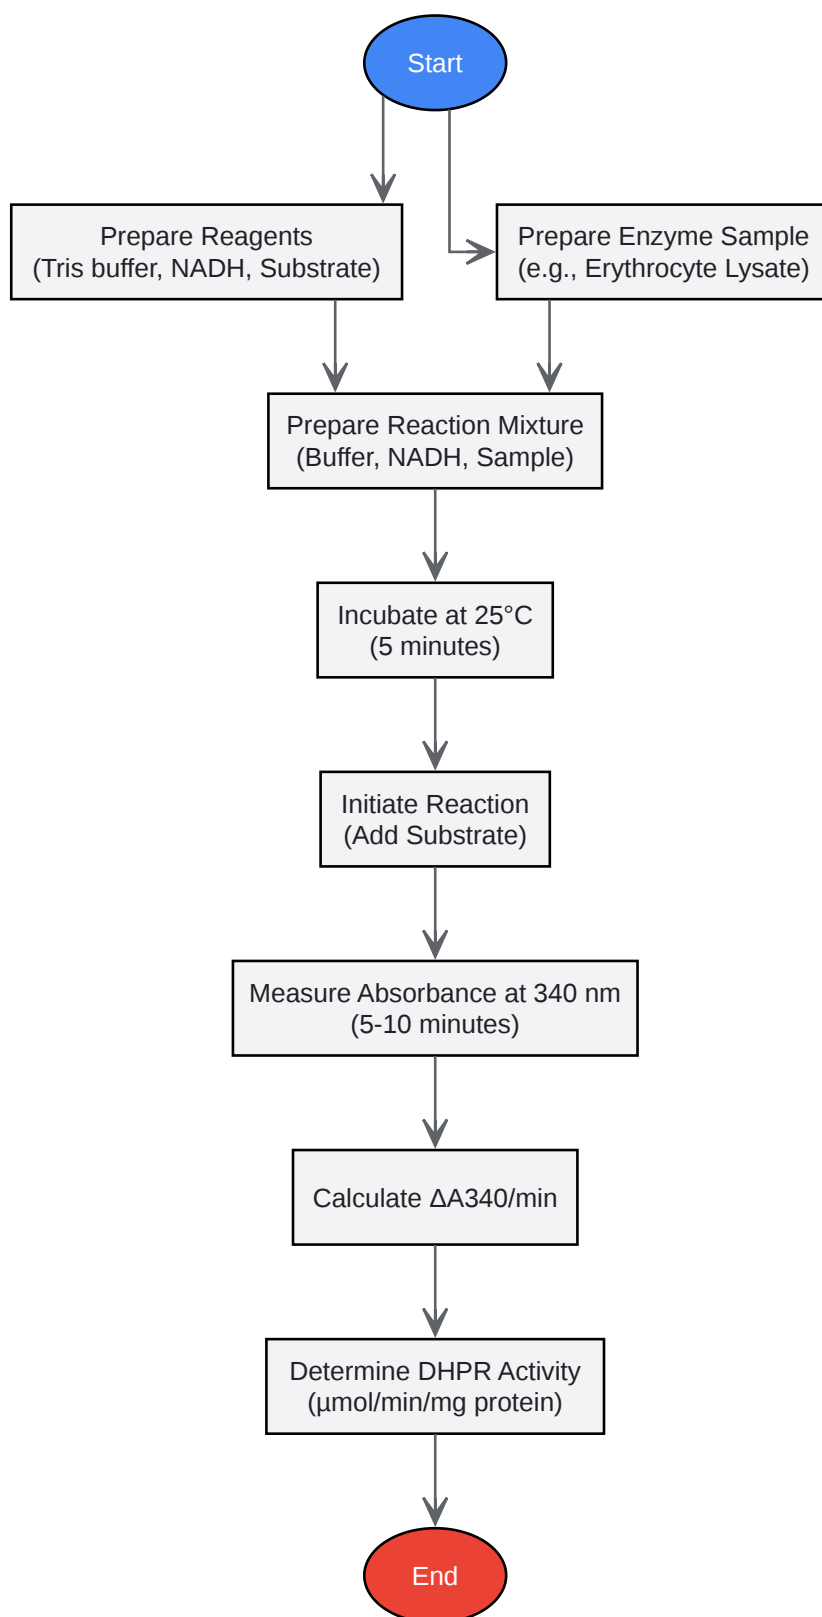 Start
Prepare Reagents
(Tris buffer, NADH, Substrate)
Prepare Enzyme Sample
(e.g., Erythrocyte Lysate)
Prepare Reaction Mixture
(Buffer, NADH, Sample)
Incubate at 25°C
(5 minutes)
Initiate Reaction
(Add Substrate)
Measure Absorbance at 340 nm
(5-10 minutes)
Calculate ΔA340/min
Determine DHPR Activity
(µmol/min/mg protein)
End